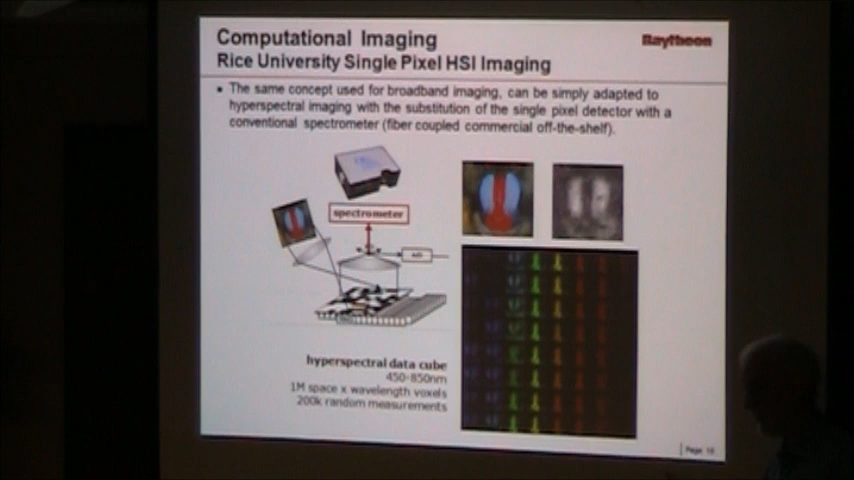 Computational Imaging
Raytheon
Rice University Single Pixel HSI Imaging
• The same concept used for broadband imaging, can be simply adapted to
hyperspectral imaging with the substitution of the single pixel detector with a
conventional spectrometer (fiber coupled commercial off-the-shelf).
spectrometer
hyperspectral data cube
450-850nm
1M space x wavelength voxels
200k random measurements
Page